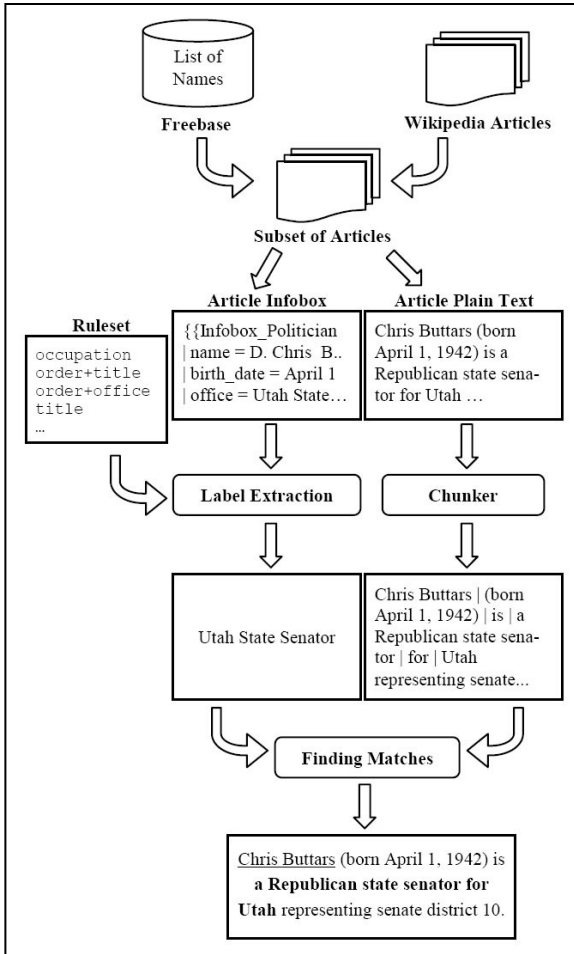 List of
Names
Freebase
Wikipedia Articles
Subset of Articles
Article Infobox
Article Plain Text
Ruleset
occupation
order+title
order+office
title
…
{{Infobox_Politician
| name = D. Chris B..
| birth_date = April 1
| office = Utah State…
Chris Buttars (born
April 1, 1942) is a
Republican state sena-
tor for Utah …
Label Extraction
Chunker
Utah State Senator
Chris Buttars | (born
April 1, 1942) | is | a
Republican state sena-
tor | for | Utah
representing senate...
Finding Matches
Chris Buttars (born April 1, 1942) is
a Republican state senator for
Utah representing senate district 10.